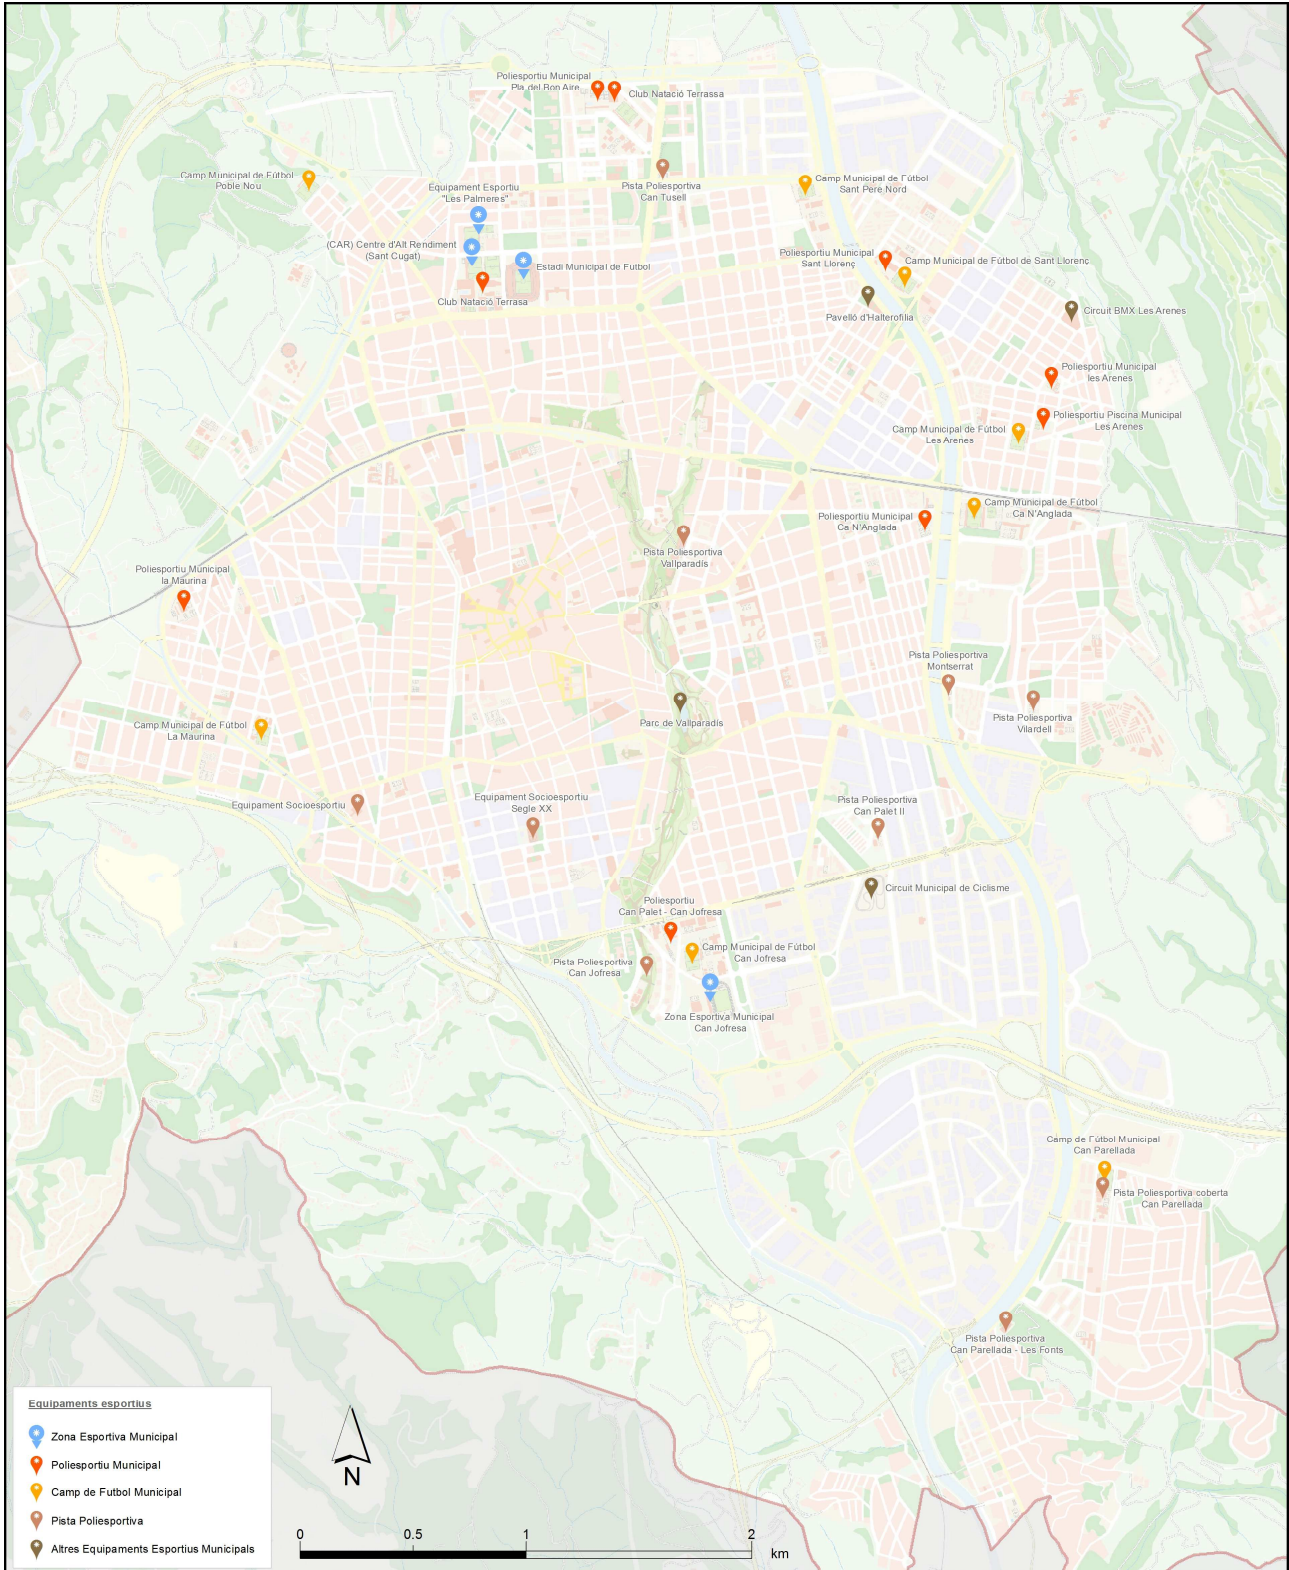 Poliesportiu Municipal
Pla del Bon Aire
Club Natació Terrassa
Camp Municipal de Fútbol
Poble Nou
Equipament Esportiu
"Les Palmeres"
Pista Poliesportiva
Can Tusell
Camp Municipal de Fútbol
Sant Pere Nord
(CAR) Centre d'Alt Rendiment
(Sant Cugat)
Estadi Municipal de Futbol
Club Natació Terrasa
Poliesportiu Municipal
Sant Llorenç
Camp Municipal de Fútbol de Sant Llorenç
Pavelló d'Halterofilia
Circuit BMX Les Arenes
Poliesportiu Municipal
les Arenes
Poliesportiu Piscina Municipal
Les Arenes
Camp Municipal de Fútbol
Les Arenes
Camp Municipal de Fútbol
Ca N'Anglada
Poliesportiu Municipal
Ca N'Anglada
Pista Poliesportiva
Vallparadís
Poliesportiu Municipal
la Maurina
Pista Poliesportiva
Montserrat
Pista Poliesportiva
Vilardell
Parc de Vallparadís
Camp Municipal de Fútbol
La Maurina
Equipament Socioesportiu
Equipament Socioesportiu
Segle XX
Pista Poliesportiva
Can Palet II
Circuit Municipal de Ciclisme
Poliesportiu
Can Palet - Can Jofresa
Camp Municipal de Fútbol
Can Jofresa
Pista Poliesportiva
Can Jofresa
Zona Esportiva Municipal
Can Jofresa
Camp de Fútbol Municipal
Can Parellada
Pista Poliesportiva coberta
Can Parellada
Pista Poliesportiva
Can Parellada - Les Fonts
Equipaments esportius
Zona Esportiva Municipal
Poliesportiu Municipal
Camp de Futbol Municipal
Pista Poliesportiva
Altres Equipaments Esportius Municipals
N
0 0.5 1 2
km